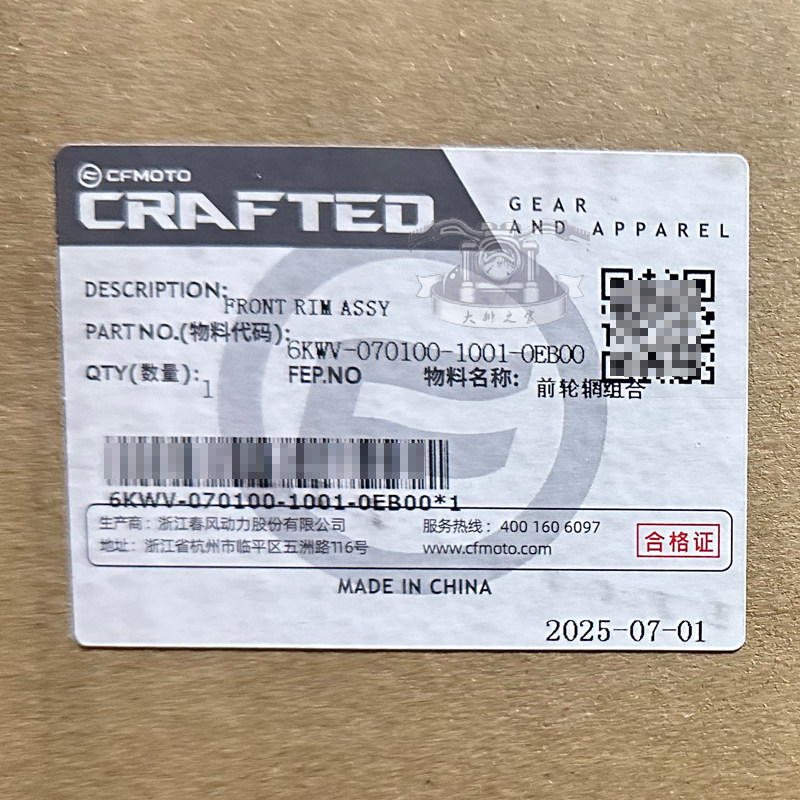 CFMOTO
CRAFTED
GEAR
AND APPAREL
大排之家
DESCRIPTION: FRONT RIM ASSY
PART NO.(物料代码): 6KWV-070100-1001-0EB00
QTY(数量): 1 FEP.NO 物料名称: 前轮辋组合
6KWV-070100-1001-0EB00*1
生产商: 浙江春风动力股份有限公司 服务热线: 400 160 6097
地址: 浙江省杭州市临平区五洲路116号 www.cfmoto.com
合格证
MADE IN CHINA
2025-07-01